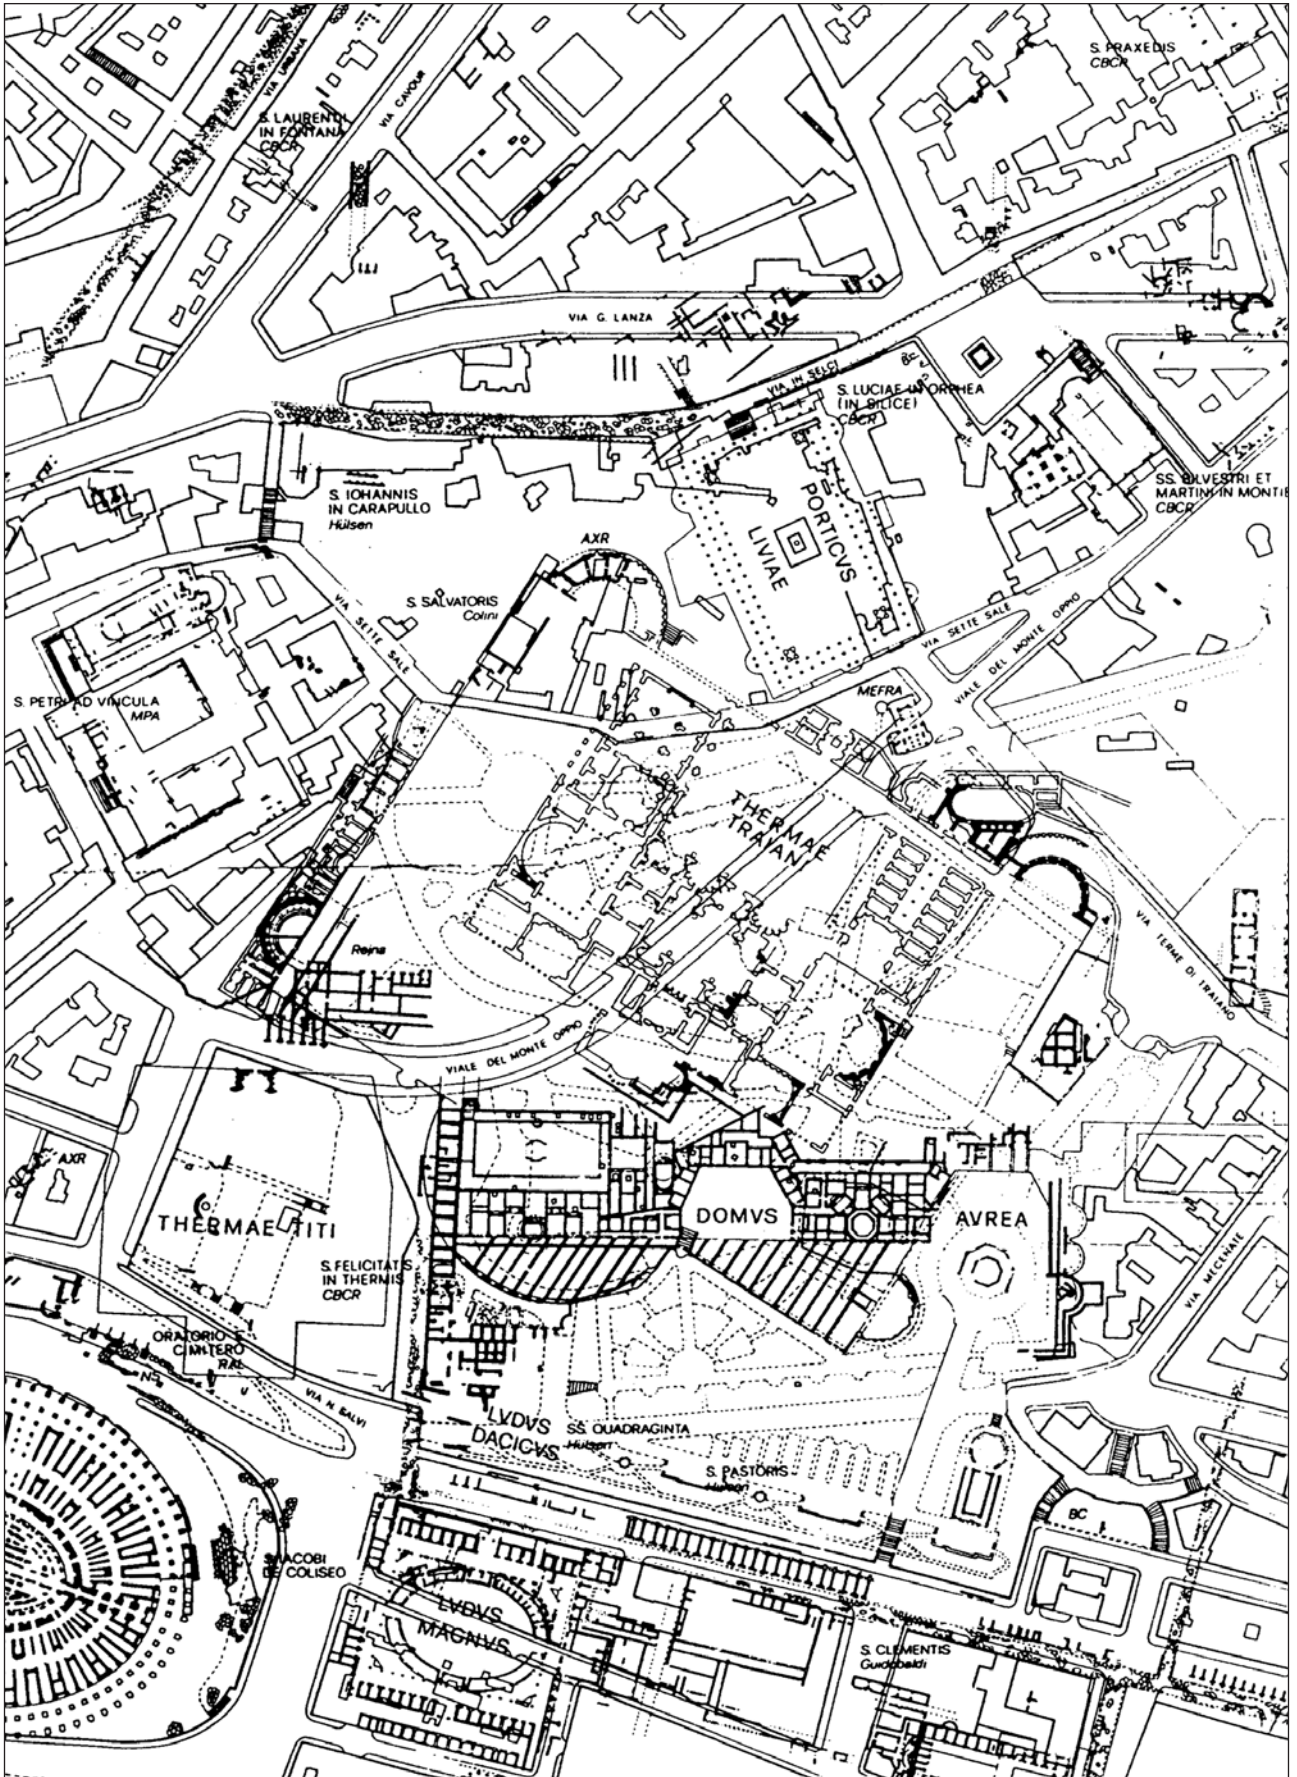 S. PRAXEDIS
CBCR
VIA URBANA
VIA CAVOUR
S. LAURENTII
IN FONTANA
CBCR
VIA G. LANZA
VIA IN SELCI
S. LUCIAE IN ORPHEA
(IN SILICE)
CBCR
SS. SILVESTRI ET
MARTINI IN MONTIB
CBCR
S. IOHANNIS
IN CARAPULLO
Hülsen
PORTICVS
LIVIAE
AXR
S. SALVATORIS
Colini
VIA SETTE SALE
VIA SETTE SALE
VIALE DEL MONTE OPPIO
S. PETRI AD VINCULA
MPA
MEFRA
THERMAE
TRAIANI
VIA TERME DI TRAIANO
Reina
VIALE DEL MONTE OPPIO
AXR
THERMAE TITI
DOMVS
AVREA
S. FELICITATIS
IN THERMIS
CBCR
VIA MECENATE
ORATORIO S.
CIMITERO
RAL
NS
VIA N. SALVI
LVDVS
DACICVS
SS. QUADRAGINTA
Hülsen
S. PASTORIS
Hülsen
BC
S. IACOBI
DE COLISEO
LVDVS
MAGNVS
S. CLEMENTIS
Guidobaldi